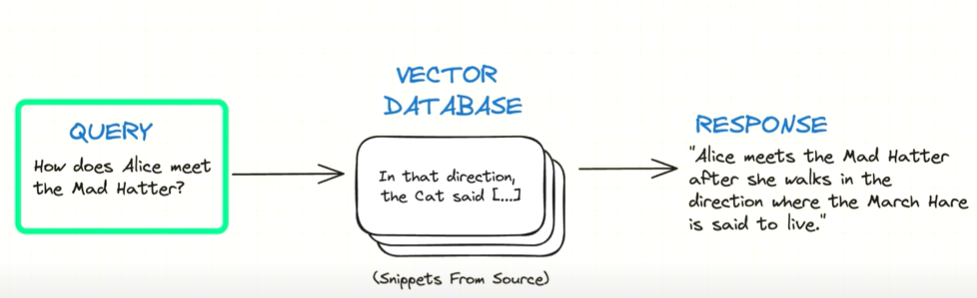 QUERY
How does Alice meet
the Mad Hatter?
VECTOR
DATABASE
In that direction,
the Cat said [...]
(Snippets From Source)
RESPONSE
"Alice meets the Mad Hatter
after she walks in the
direction where the March Hare
is said to live."